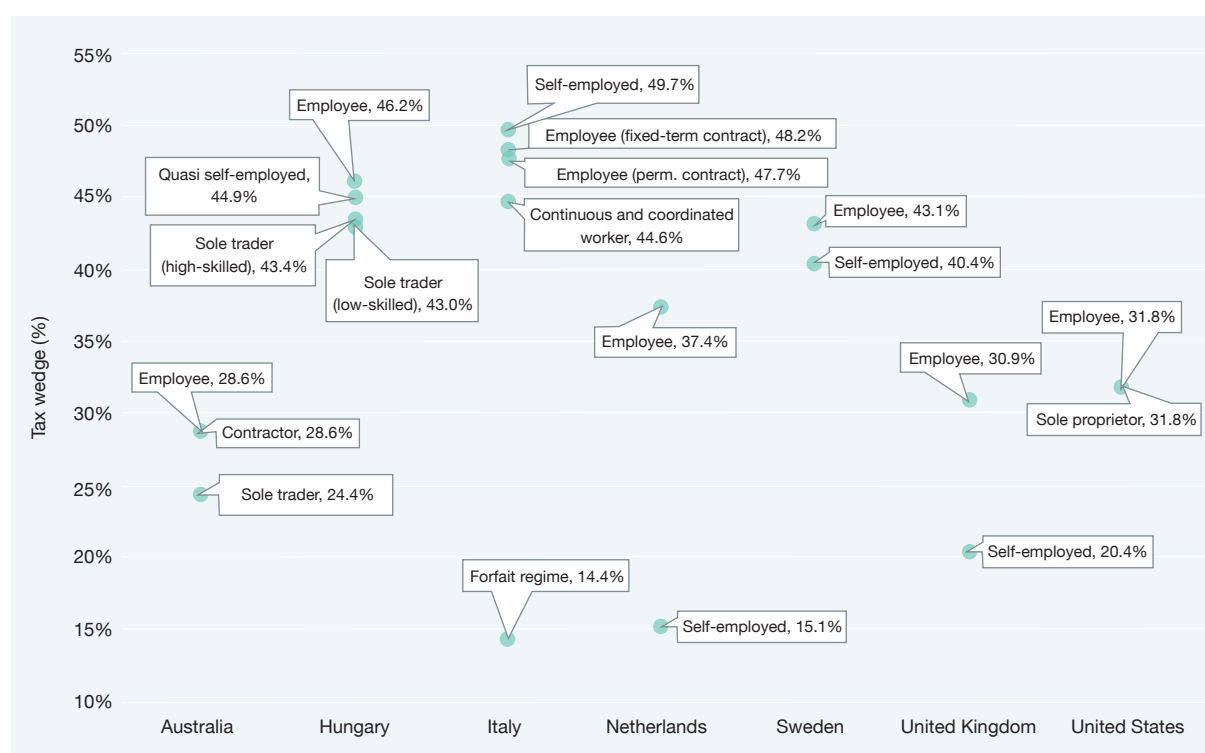 55%
50%
45%
40%
35%
30%
25%
20%
15%
10%
Tax wedge (%)
Employee, 28.6%
Contractor, 28.6%
Sole trader, 24.4%
Employee, 46.2%
Quasi self-employed,
44.9%
Sole trader
(high-skilled), 43.4%
Sole trader
(low-skilled), 43.0%
Self-employed, 49.7%
Employee (fixed-term contract), 48.2%
Employee (perm. contract), 47.7%
Continuous and coordinated
worker, 44.6%
Forfait regime, 14.4%
Employee, 37.4%
Self-employed, 15.1%
Employee, 43.1%
Self-employed, 40.4%
Employee, 30.9%
Self-employed, 20.4%
Employee, 31.8%
Sole proprietor, 31.8%
Australia
Hungary
Italy
Netherlands
Sweden
United Kingdom
United States